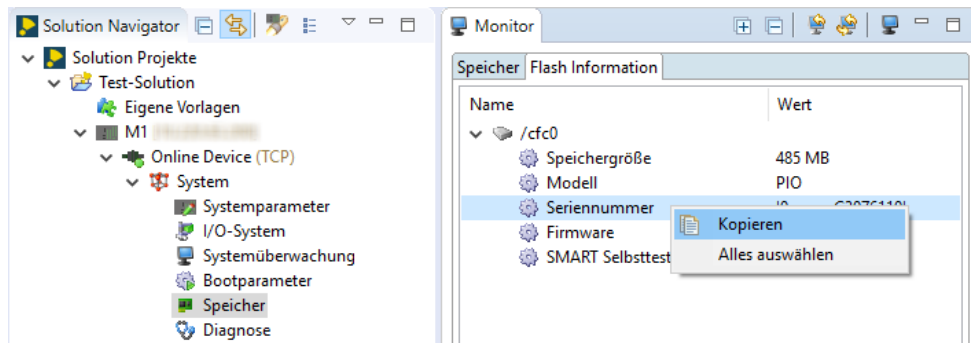 Solution Navigator
Solution Projekte
Test-Solution
Eigene Vorlagen
M1
Online Device (TCP)
System
Systemparameter
I/O-System
Systemüberwachung
Bootparameter
Speicher
Diagnose
Monitor
Speicher Flash Information
Name Wert
/cfc0
Speichergröße 485 MB
Modell PIO
Seriennummer
Firmware
SMART Selbsttest
Kopieren
Alles auswählen